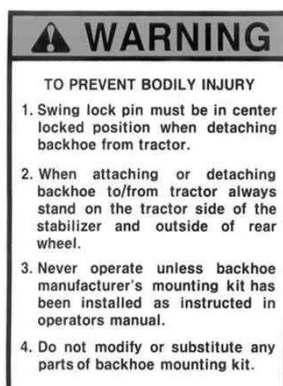 WARNING
TO PREVENT BODILY INJURY
1. Swing lock pin must be in center
locked position when detaching
backhoe from tractor.
2. When attaching or detaching
backhoe to/from tractor always
stand on the tractor side of the
stabilizer and outside of rear
wheel.
3. Never operate unless backhoe
manufacturer's mounting kit has
been installed as instructed in
operators manual.
4. Do not modify or substitute any
parts of backhoe mounting kit.